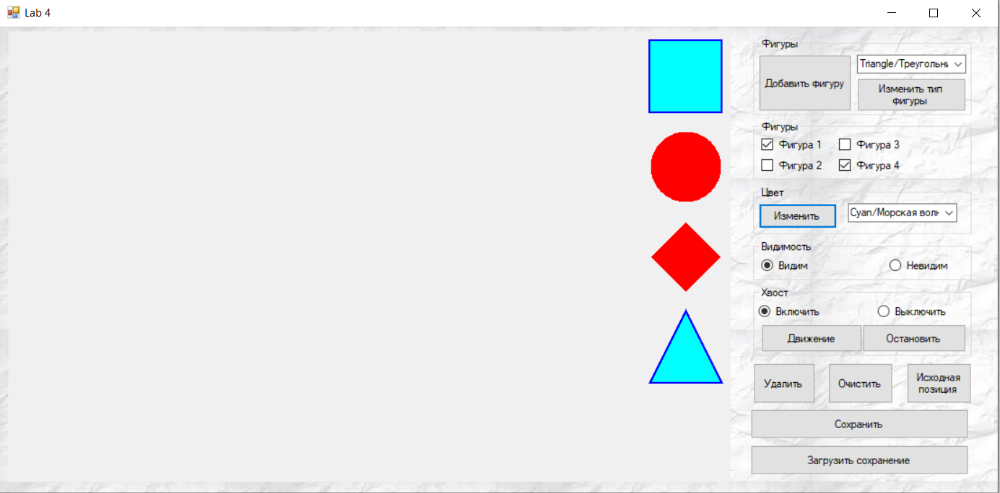 Lab 4
Фигуры
Добавить фигуру
Triangle/Треугольни
Изменить тип
фигуры
Фигуры
Фигура 1
Фигура 3
Фигура 2
Фигура 4
Цвет
Изменить
Cyan/Морская волн
Видимость
Видим
Невидим
Хвост
Включить
Выключить
Движение
Остановить
Удалить
Очистить
Исходная
позиция
Сохранить
Загрузить сохранение